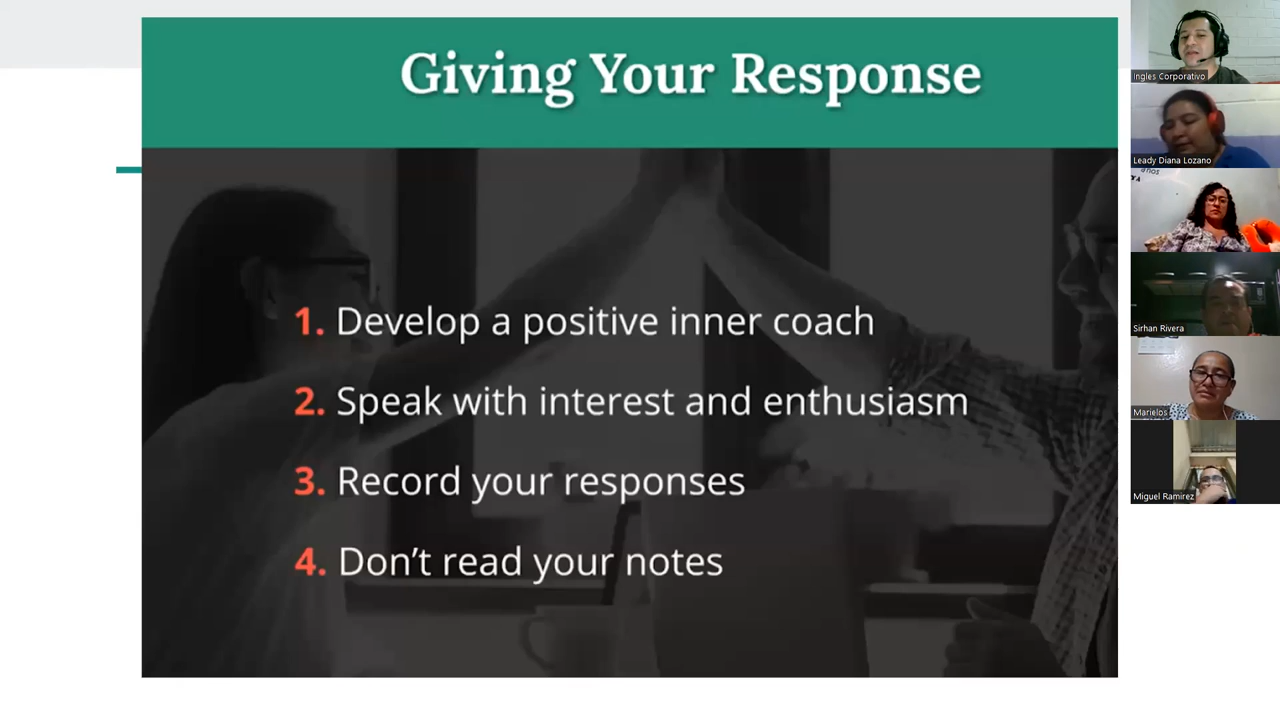 Giving Your Response
1. Develop a positive inner coach
2. Speak with interest and enthusiasm
3. Record your responses
4. Don’t read your notes
Ingles Corporativo
Leady Diana Lozano
años
Sirhan Rivera
Marielos
Miguel Ramirez